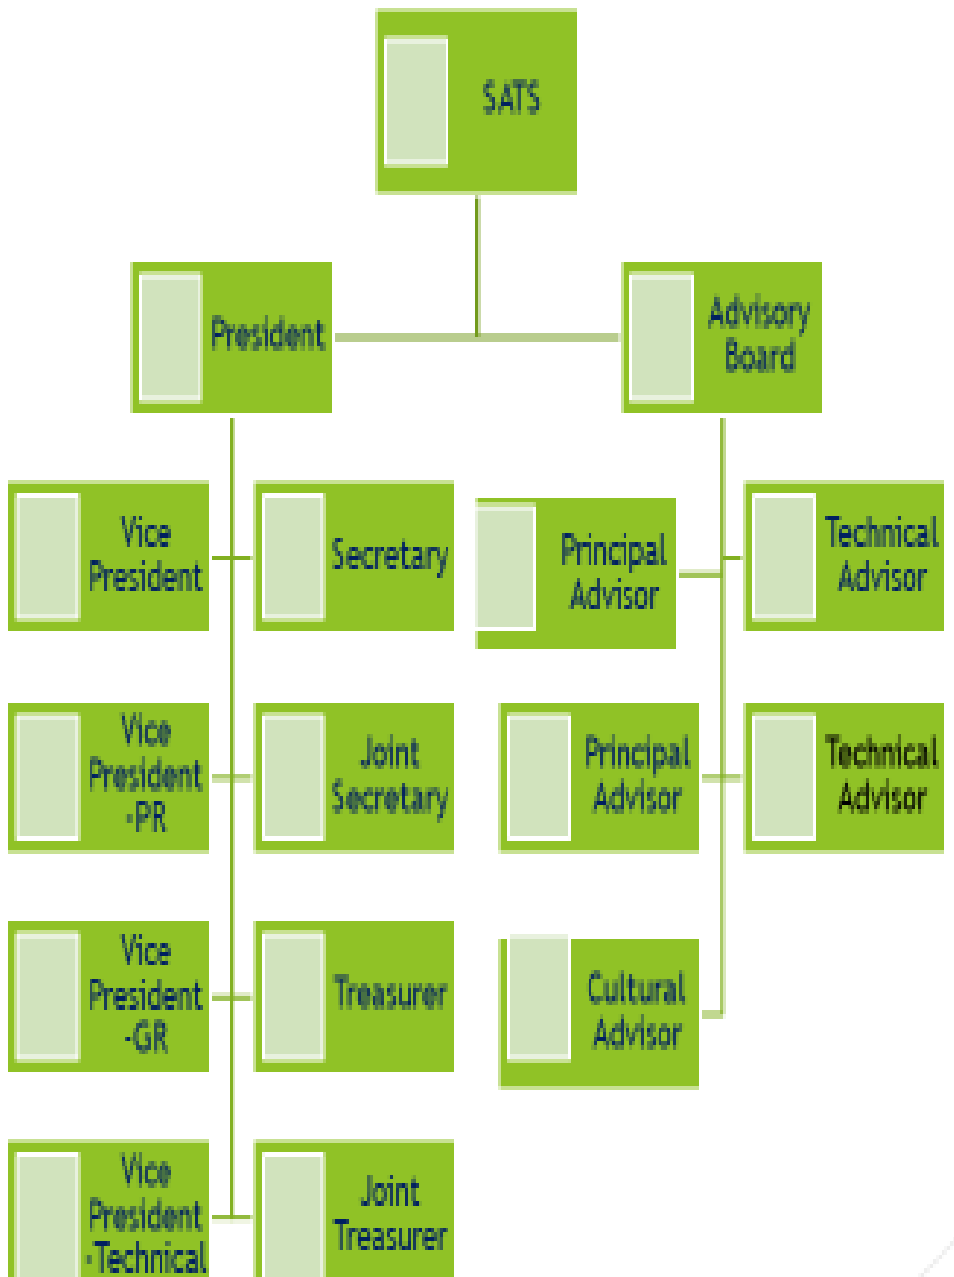 SATS
President
Advisory
Board
Vice
President
Secretary
Principal
Advisor
Technical
Advisor
Vice
President
-PR
Joint
Secretary
Principal
Advisor
Technical
Advisor
Vice
President
-GR
Treasurer
Cultural
Advisor
Vice
President
-Technical
Joint
Treasurer